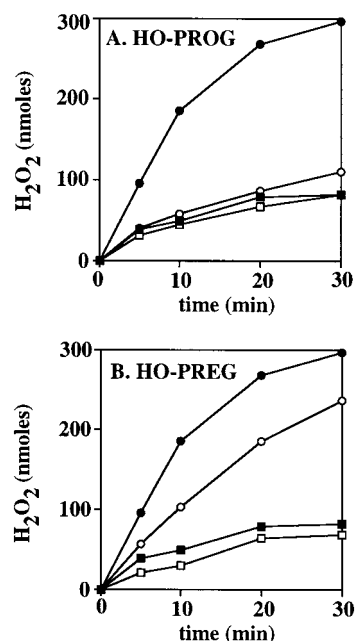 A. HO-PROG
H2O2 (nmoles)
300
200
100
0
0 10 20 30
time (min)
B. HO-PREG
H2O2 (nmoles)
300
200
100
0
0 10 20 30
time (min)